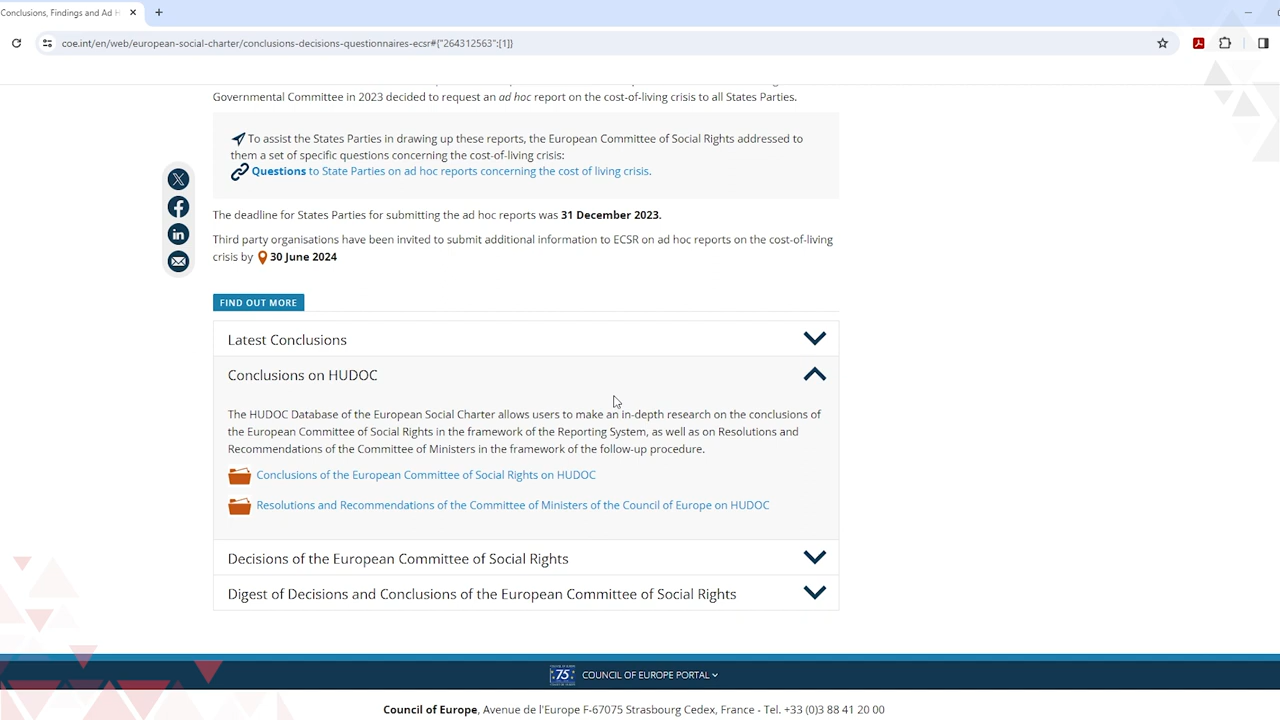 Conclusions, Findings and Ad H
coe.int/en/web/european-social-charter/conclusions-decisions-questionnaires-ecsr#{"264312563":[1]}
Governmental Committee in 2023 decided to request an ad hoc report on the cost-of-living crisis to all States Parties.
To assist the States Parties in drawing up these reports, the European Committee of Social Rights addressed to
them a set of specific questions concerning the cost-of-living crisis:
Questions to State Parties on ad hoc reports concerning the cost of living crisis.
The deadline for States Parties for submitting the ad hoc reports was 31 December 2023.
Third party organisations have been invited to submit additional information to ECSR on ad hoc reports on the cost-of-living
crisis by 30 June 2024
FIND OUT MORE
Latest Conclusions
Conclusions on HUDOC
The HUDOC Database of the European Social Charter allows users to make an in-depth research on the conclusions of
the European Committee of Social Rights in the framework of the Reporting System, as well as on Resolutions and
Recommendations of the Committee of Ministers in the framework of the follow-up procedure.
Conclusions of the European Committee of Social Rights on HUDOC
Resolutions and Recommendations of the Committee of Ministers of the Council of Europe on HUDOC
Decisions of the European Committee of Social Rights
Digest of Decisions and Conclusions of the European Committee of Social Rights
75 COUNCIL OF EUROPE PORTAL
Council of Europe, Avenue de l'Europe F-67075 Strasbourg Cedex, France - Tel. +33 (0)3 88 41 20 00